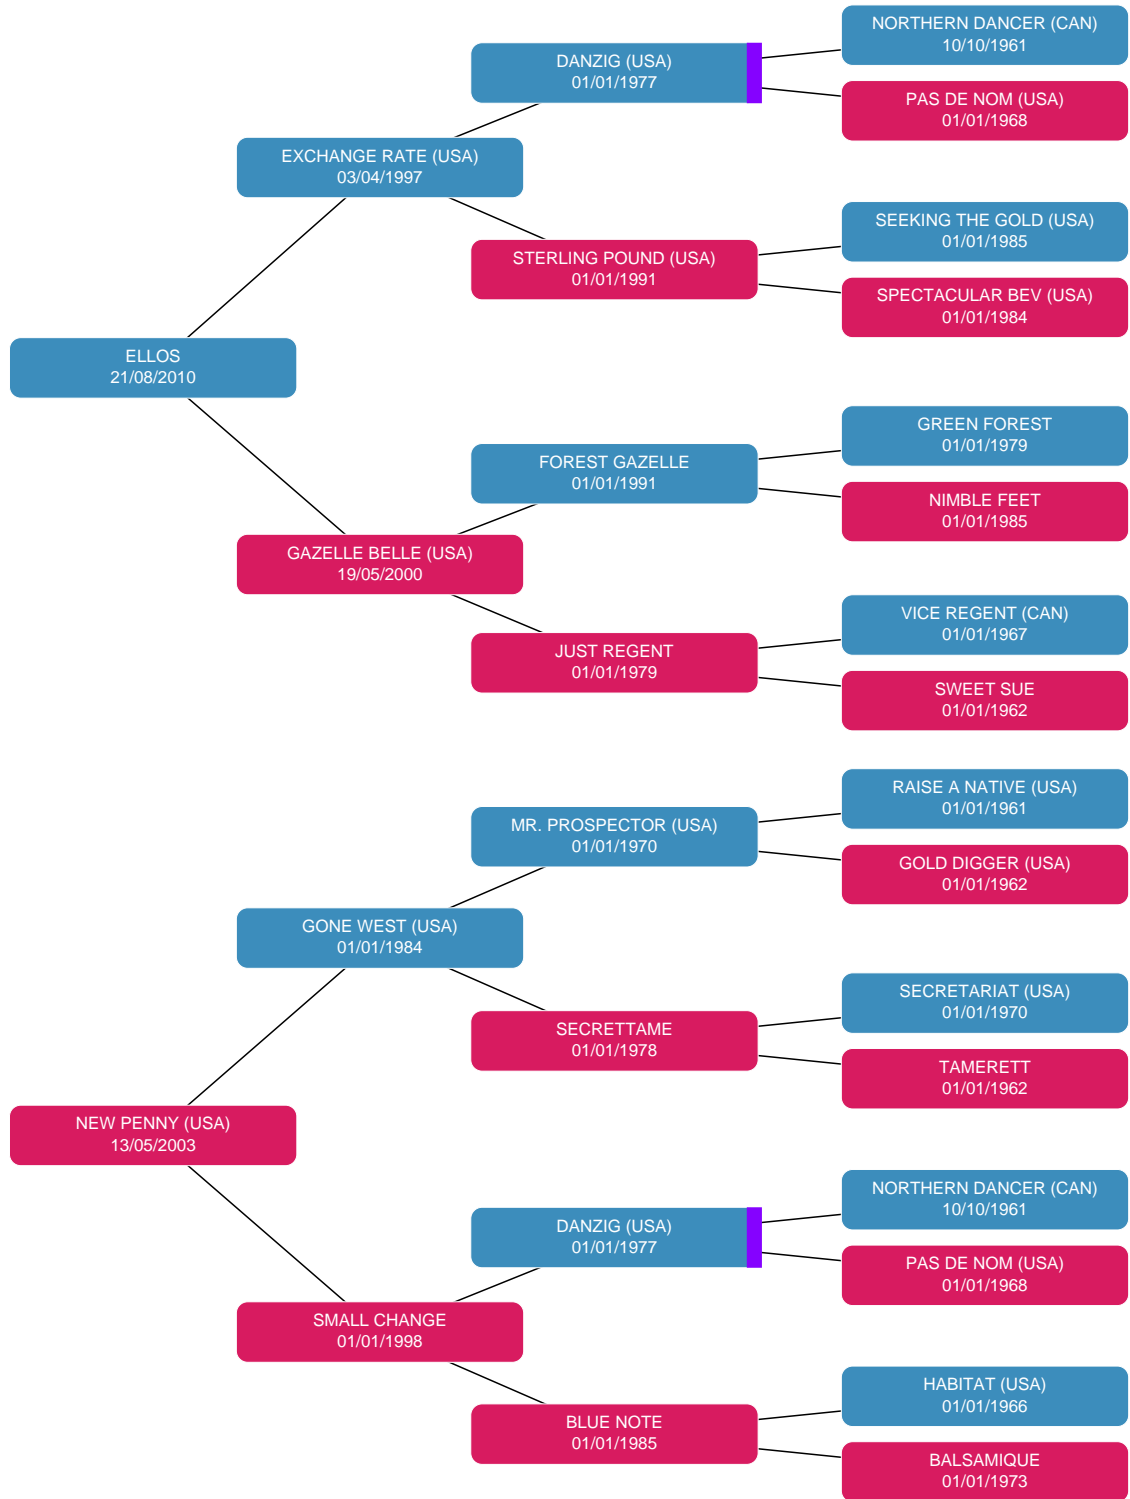 NORTHERN DANCER (CAN)
10/10/1961
DANZIG (USA)
01/01/1977
PAS DE NOM (USA)
01/01/1968
EXCHANGE RATE (USA)
03/04/1997
SEEKING THE GOLD (USA)
01/01/1985
STERLING POUND (USA)
01/01/1991
SPECTACULAR BEV (USA)
01/01/1984
ELLOS
21/08/2010
GREEN FOREST
01/01/1979
FOREST GAZELLE
01/01/1991
NIMBLE FEET
01/01/1985
GAZELLE BELLE (USA)
19/05/2000
VICE REGENT (CAN)
01/01/1967
JUST REGENT
01/01/1979
SWEET SUE
01/01/1962
RAISE A NATIVE (USA)
01/01/1961
MR. PROSPECTOR (USA)
01/01/1970
GOLD DIGGER (USA)
01/01/1962
GONE WEST (USA)
01/01/1984
SECRETARIAT (USA)
01/01/1970
SECRETTAME
01/01/1978
TAMERETT
01/01/1962
NEW PENNY (USA)
13/05/2003
NORTHERN DANCER (CAN)
10/10/1961
DANZIG (USA)
01/01/1977
PAS DE NOM (USA)
01/01/1968
SMALL CHANGE
01/01/1998
HABITAT (USA)
01/01/1966
BLUE NOTE
01/01/1985
BALSAMIQUE
01/01/1973